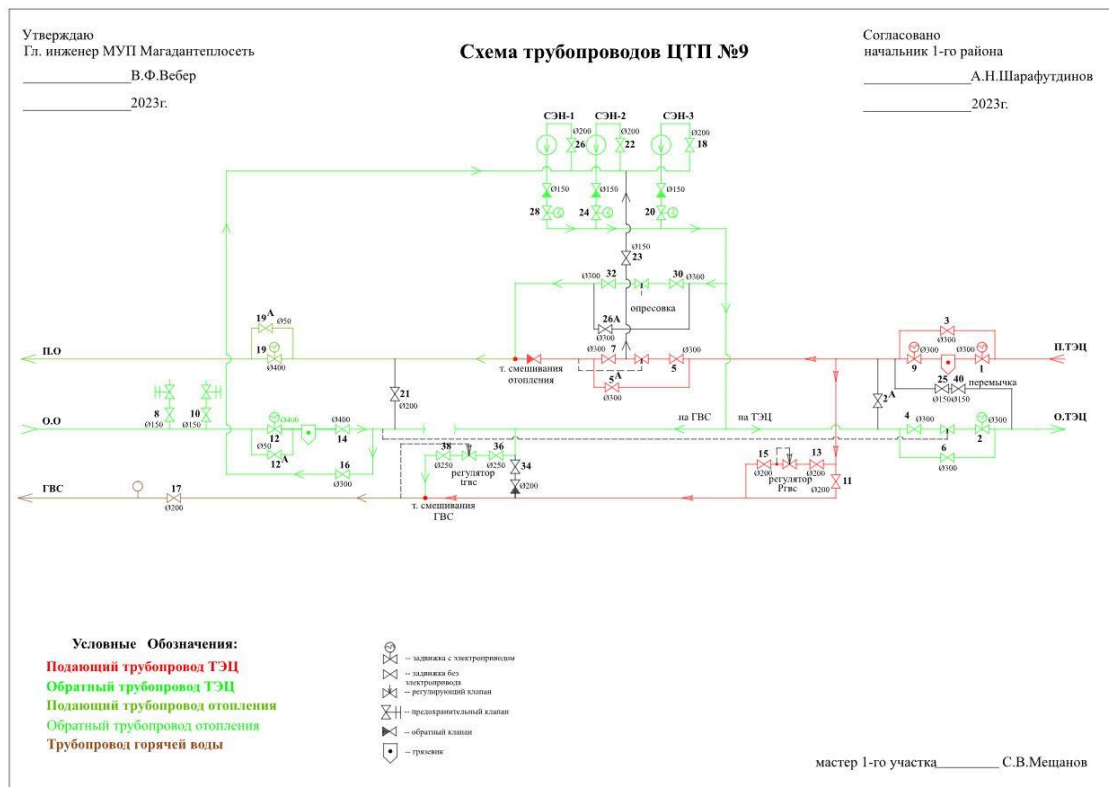 Утверждаю
Гл. инженер МУП Магадантеплосеть
В.Ф.Вебер
2023г.
Схема трубопроводов ЦТП №9
Согласовано
начальник 1-го района
А.Н.Шарафутдинов
2023г.
СЭН-1 СЭН-2 СЭН-3
Ø200 Ø200 Ø200
26 22 18
Ø150 Ø150 Ø150
28 24 20
Ø150
23
Ø300 32 30 Ø300
опресовка
26А
Ø300
19А Ø50
19
Ø400
П.О
т. смешивания
отопления
Ø300 7 5 Ø300
5А
Ø300
3
Ø300
Ø300 Ø300
9 1
П.ТЭЦ
25 40 перемычка
Ø150 Ø150
21
Ø200
2А
8 10
Ø150 Ø150
О.О
Ø400
12
Ø50
12А
Ø400
14
16
Ø300
на ГВС на ТЭЦ
4 Ø300
Ø300
2
О.ТЭЦ
6
Ø300
38 36
Ø250 Ø250
регулятор
tгвс
34
Ø200
15 13
Ø200 Ø200
регулятор
Pгвс
11
Ø200
ГВС
17
Ø200
т. смешивания
ГВС
Условные Обозначения:
Подающий трубопровод ТЭЦ
Обратный трубопровод ТЭЦ
Подающий трубопровод отопления
Обратный трубопровод отопления
Трубопровод горячей воды
-- задвижка с электроприводом
-- задвижка без
электропривода
-- регулирующий клапан
-- предохранительный клапан
-- обратный клапан
-- грязевик
мастер 1-го участка С.В.Мещанов